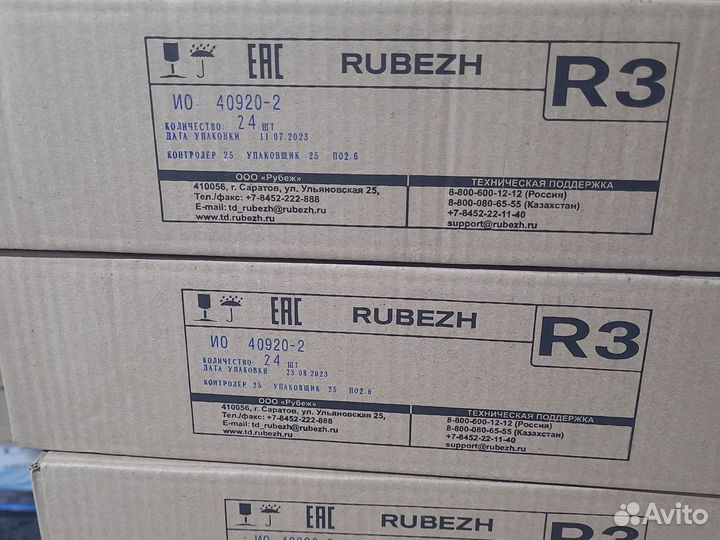 EAC RUBEZH R3
ИО 40920-2
КОЛИЧЕСТВО 24 ШТ
ДАТА УПАКОВКИ 11.07.2023
КОНТРОЛЕР 25 УПАКОВЩИК 25 ПО2.6
ООО «Рубеж»
410056, г. Саратов, ул. Ульяновская 25,
Тел./факс: +7-8452-222-888
E-mail: td_rubezh@rubezh.ru
www.td.rubezh.ru
ТЕХНИЧЕСКАЯ ПОДДЕРЖКА
8-800-600-12-12 (Россия)
8-800-080-65-55 (Казахстан)
+7-8452-22-11-40
support@rubezh.ru
EAC RUBEZH R3
ИО 40920-2
КОЛИЧЕСТВО 24 ШТ
ДАТА УПАКОВКИ 23.08.2023
КОНТРОЛЕР 25 УПАКОВЩИК 25 ПО2.6
ООО «Рубеж»
410056, г. Саратов, ул. Ульяновская 25,
Тел./факс: +7-8452-222-888
E-mail: td_rubezh@rubezh.ru
www.td.rubezh.ru
ТЕХНИЧЕСКАЯ ПОДДЕРЖКА
8-800-600-12-12 (Россия)
8-800-080-65-55 (Казахстан)
+7-8452-22-11-40
support@rubezh.ru
EAC RUBEZH R3
ИО
Avito